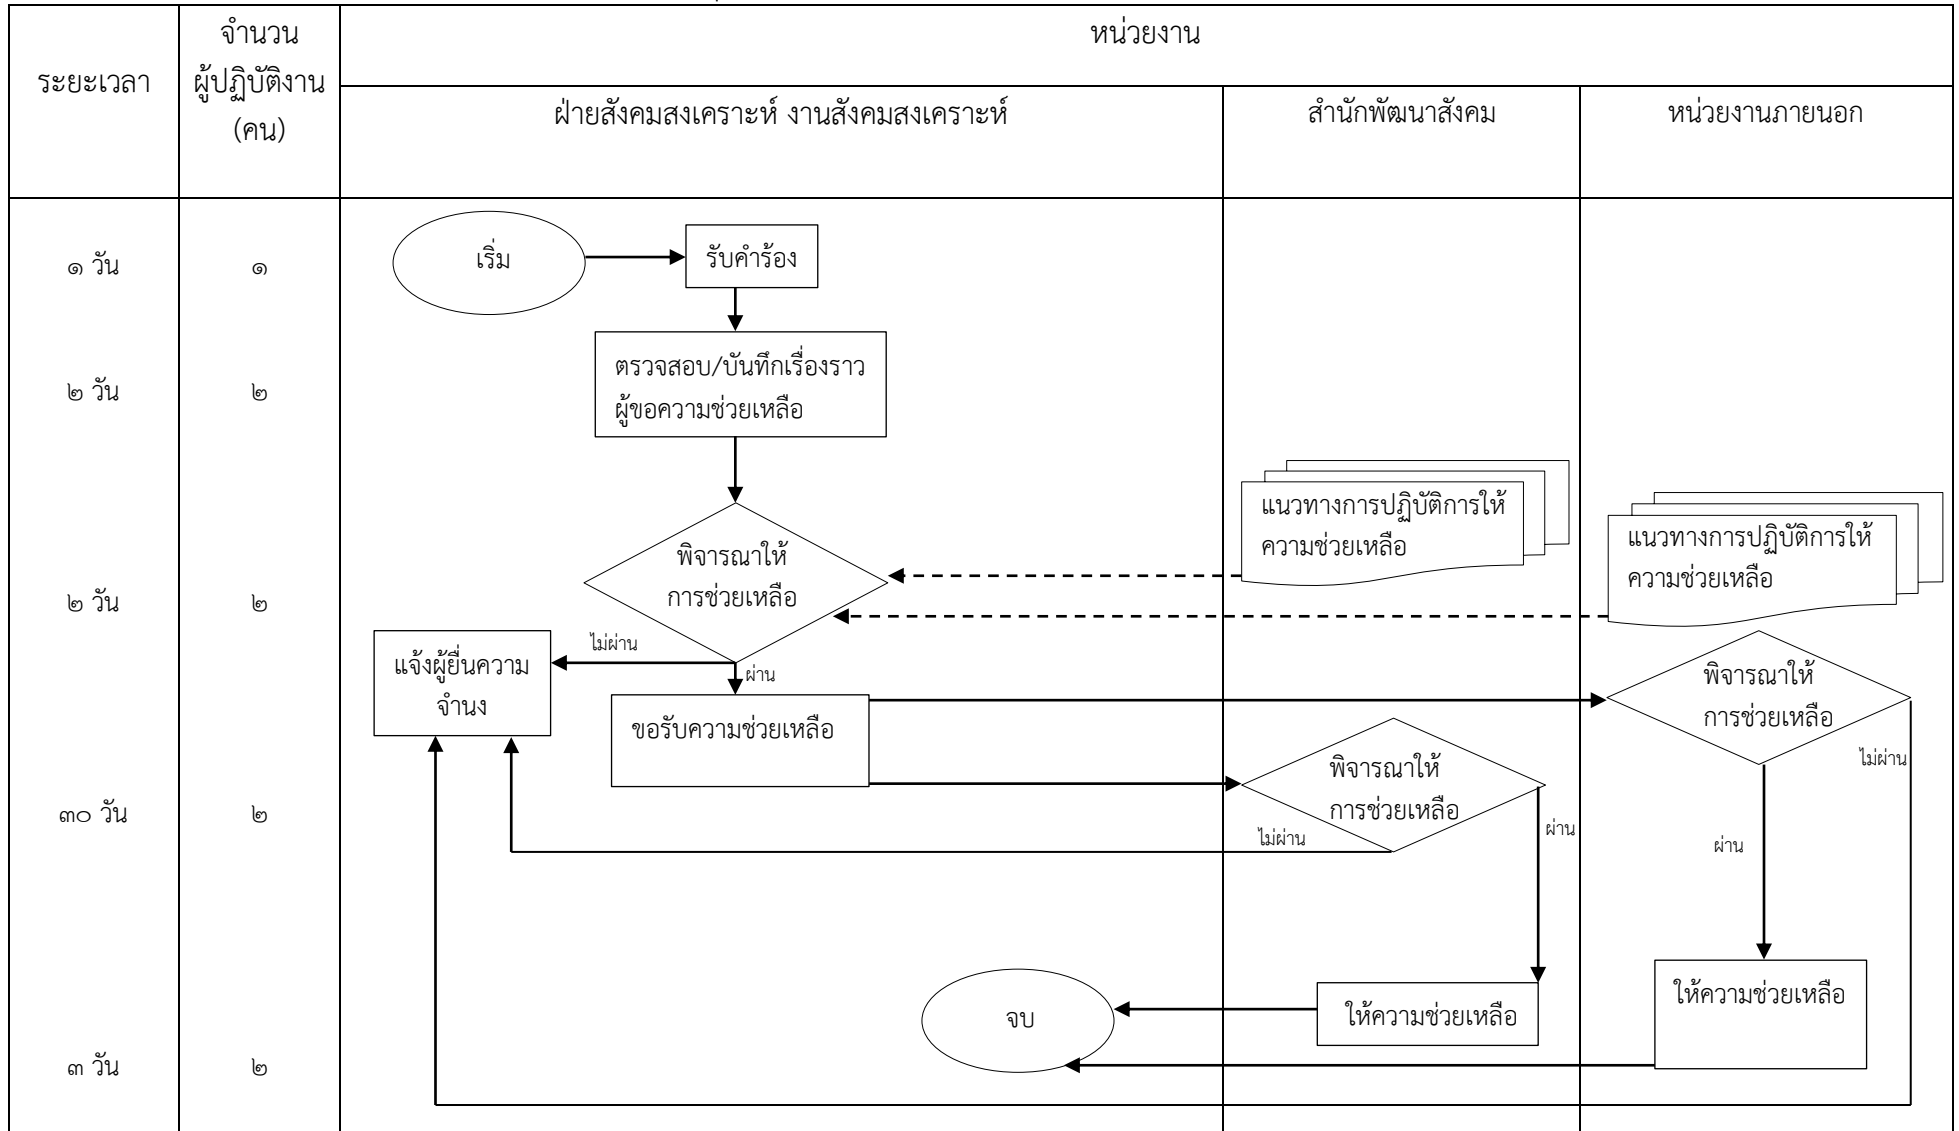 ระยะเวลา
จำนวน
ผู้ปฏิบัติงาน
(คน)
หน่วยงาน
ฝ่ายสังคมสงเคราะห์ งานสังคมสงเคราะห์
สำนักพัฒนาสังคม
หน่วยงานภายนอก
๑ วัน
๑
เริ่ม
รับคำร้อง
๒ วัน
๒
ตรวจสอบ/บันทึกเรื่องราว
ผู้ขอความช่วยเหลือ
แนวทางการปฏิบัติการให้
ความช่วยเหลือ
แนวทางการปฏิบัติการให้
ความช่วยเหลือ
๒ วัน
๒
พิจารณาให้
การช่วยเหลือ
ไม่ผ่าน
ผ่าน
แจ้งผู้ยื่นความ
จำนง
ขอรับความช่วยเหลือ
พิจารณาให้
การช่วยเหลือ
ไม่ผ่าน
ผ่าน
๓๐ วัน
๒
พิจารณาให้
การช่วยเหลือ
ไม่ผ่าน
ผ่าน
ให้ความช่วยเหลือ
ให้ความช่วยเหลือ
จบ
๓ วัน
๒